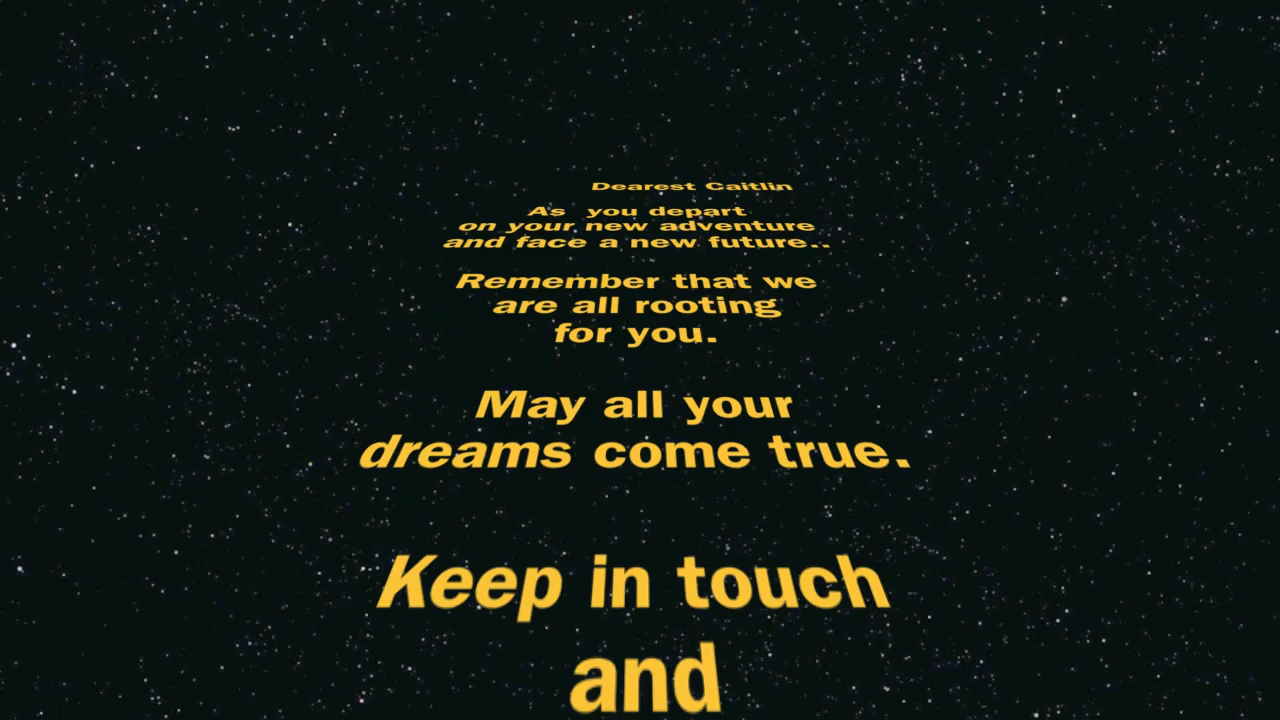 Dearest Caitlin
As you depart
on your new adventure
and face a new future..
Remember that we
are all rooting
for you.
May all your
dreams come true.
Keep in touch
and